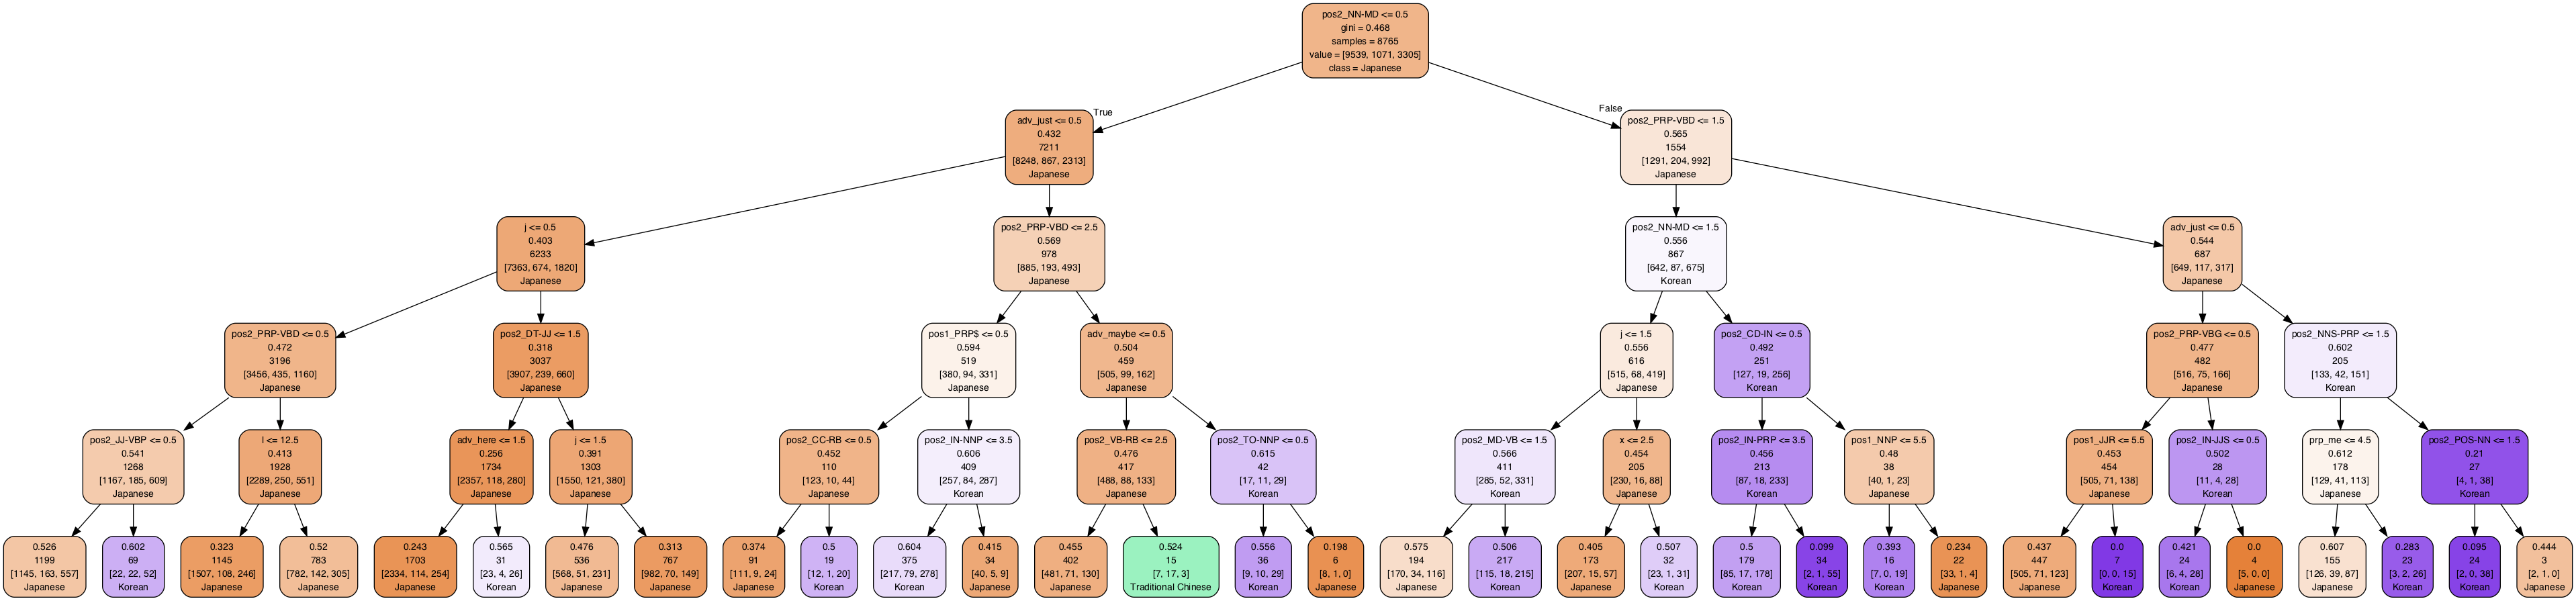 pos2_NN-MD <= 0.5
gini = 0.468
samples = 8765
value = [9539, 1071, 3305]
class = Japanese
True
False
adv_just <= 0.5
0.432
7211
[8248, 867, 2313]
Japanese
pos2_PRP-VBD <= 1.5
0.565
1554
[1291, 204, 992]
Japanese
j <= 0.5
0.403
6233
[7363, 674, 1820]
Japanese
pos2_PRP-VBD <= 2.5
0.569
978
[885, 193, 493]
Japanese
pos2_NN-MD <= 1.5
0.556
867
[642, 87, 675]
Korean
adv_just <= 0.5
0.544
687
[649, 117, 317]
Japanese
pos2_PRP-VBD <= 0.5
0.472
3196
[3456, 435, 1160]
Japanese
pos2_DT-JJ <= 1.5
0.318
3037
[3907, 239, 660]
Japanese
pos1_PRP$ <= 0.5
0.594
519
[380, 94, 331]
Japanese
adv_maybe <= 0.5
0.504
459
[505, 99, 162]
Japanese
j <= 1.5
0.556
616
[515, 68, 419]
Japanese
pos2_CD-IN <= 0.5
0.492
251
[127, 19, 256]
Korean
pos2_PRP-VBG <= 0.5
0.477
482
[516, 75, 166]
Japanese
pos2_NNS-PRP <= 1.5
0.602
205
[133, 42, 151]
Korean
pos2_JJ-VBP <= 0.5
0.541
1268
[1167, 185, 609]
Japanese
l <= 12.5
0.413
1928
[2289, 250, 551]
Japanese
adv_here <= 1.5
0.256
1734
[2357, 118, 280]
Japanese
j <= 1.5
0.391
1303
[1550, 121, 380]
Japanese
pos2_CC-RB <= 0.5
0.452
110
[123, 10, 44]
Japanese
pos2_IN-NNP <= 3.5
0.606
409
[257, 84, 287]
Korean
pos2_VB-RB <= 2.5
0.476
417
[488, 88, 133]
Japanese
pos2_TO-NNP <= 0.5
0.615
42
[17, 11, 29]
Korean
pos2_MD-VB <= 1.5
0.566
411
[285, 52, 331]
Korean
x <= 2.5
0.454
205
[230, 16, 88]
Japanese
pos2_IN-PRP <= 3.5
0.456
213
[87, 18, 233]
Korean
pos1_NNP <= 5.5
0.48
38
[40, 1, 23]
Japanese
pos1_JJR <= 5.5
0.453
454
[505, 71, 138]
Japanese
pos2_IN-JJS <= 0.5
0.502
28
[11, 4, 28]
Korean
prp_me <= 4.5
0.612
178
[129, 41, 113]
Japanese
pos2_POS-NN <= 1.5
0.21
27
[4, 1, 38]
Korean
0.526
1199
[1145, 163, 557]
Japanese
0.602
69
[22, 22, 52]
Korean
0.323
1145
[1507, 108, 246]
Japanese
0.52
783
[782, 142, 305]
Japanese
0.243
1703
[2334, 114, 254]
Japanese
0.565
31
[23, 4, 26]
Korean
0.476
536
[568, 51, 231]
Japanese
0.313
767
[982, 70, 149]
Japanese
0.374
91
[111, 9, 24]
Japanese
0.5
19
[12, 1, 20]
Korean
0.604
375
[217, 79, 278]
Korean
0.415
34
[40, 5, 9]
Japanese
0.455
402
[481, 71, 130]
Japanese
0.524
15
[7, 17, 3]
Traditional Chinese
0.556
36
[9, 10, 29]
Korean
0.198
6
[8, 1, 0]
Japanese
0.575
194
[170, 34, 116]
Japanese
0.506
217
[115, 18, 215]
Korean
0.405
173
[207, 15, 57]
Japanese
0.507
32
[23, 1, 31]
Korean
0.5
179
[85, 17, 178]
Korean
0.099
34
[2, 1, 55]
Korean
0.393
16
[7, 0, 19]
Korean
0.234
22
[33, 1, 4]
Japanese
0.437
447
[505, 71, 123]
Japanese
0.0
7
[0, 0, 15]
Korean
0.421
24
[6, 4, 28]
Korean
0.0
4
[5, 0, 0]
Japanese
0.607
155
[126, 39, 87]
Japanese
0.283
23
[3, 2, 26]
Korean
0.095
24
[2, 0, 38]
Korean
0.444
3
[2, 1, 0]
Japanese